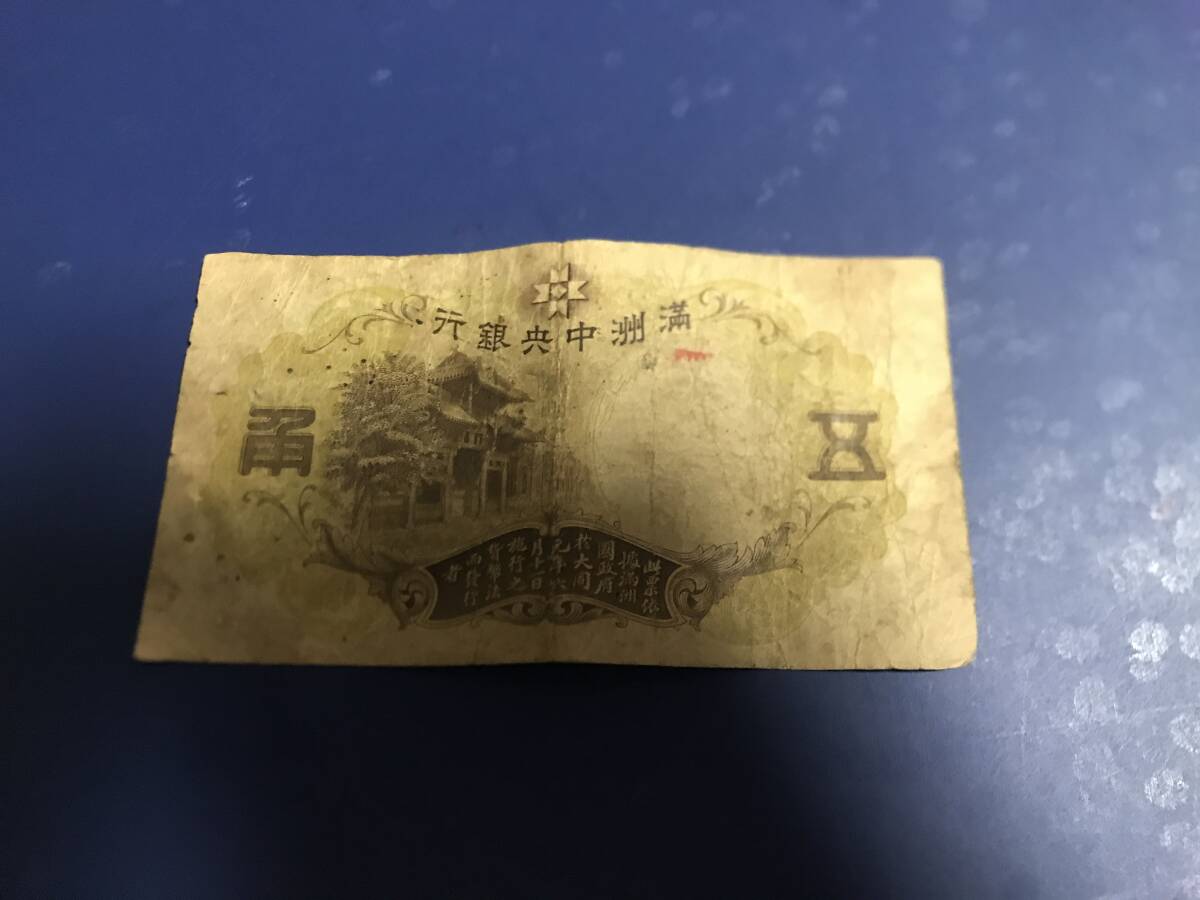 滿洲中央銀行
五
角
此票依
據滿洲
國政府
於大同
元年六
月十一日
施行之
貨幣法
而發行
者